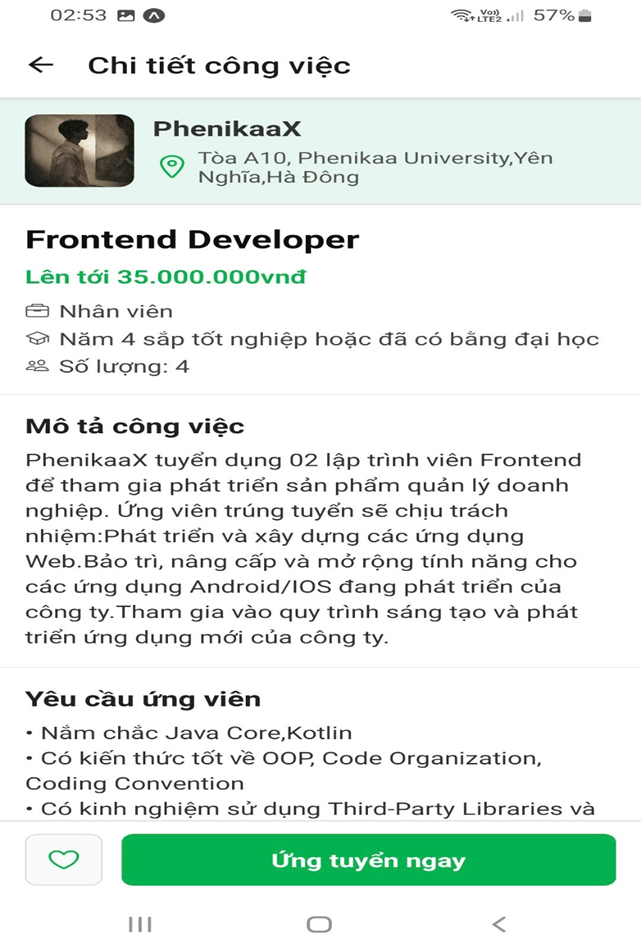 02:53
Vo)) LTE2
57%
Chi tiết công việc
PhenikaaX
Tòa A10, Phenikaa University,Yên
Nghĩa,Hà Đông
Frontend Developer
Lên tới 35.000.000vnđ
Nhân viên
Năm 4 sắp tốt nghiệp hoặc đã có bằng đại học
Số lượng: 4
Mô tả công việc
PhenikaaX tuyển dụng 02 lập trình viên Frontend
để tham gia phát triển sản phẩm quản lý doanh
nghiệp. Ứng viên trúng tuyển sẽ chịu trách
nhiệm:Phát triển và xây dựng các ứng dụng
Web.Bảo trì, nâng cấp và mở rộng tính năng cho
các ứng dụng Android/IOS đang phát triển của
công ty.Tham gia vào quy trình sáng tạo và phát
triển ứng dụng mới của công ty.
Yêu cầu ứng viên
• Nắm chắc Java Core,Kotlin
• Có kiến thức tốt về OOP, Code Organization,
Coding Convention
• Có kinh nghiệm sử dụng Third-Party Libraries và
Ứng tuyển ngay